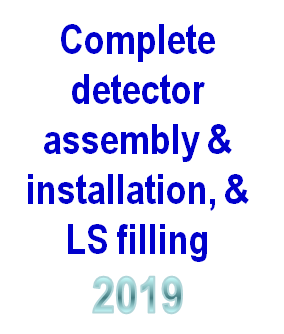 Complete
detector
assembly &
installation, &
LS filling
2019